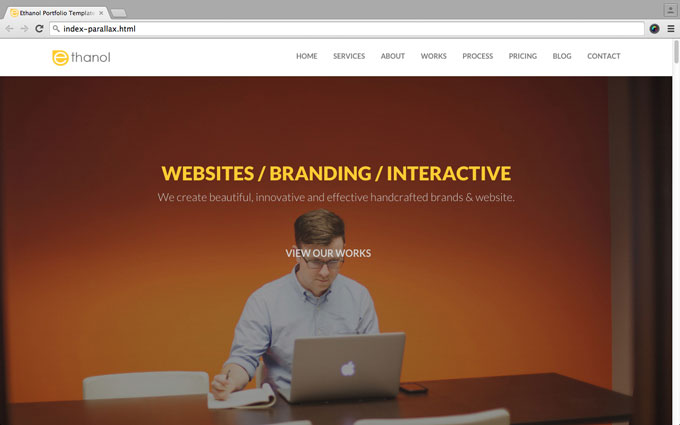 Ethanol Portfolio Template
index-parallax.html
ethanol
HOME SERVICES ABOUT WORKS PROCESS PRICING BLOG CONTACT
WEBSITES / BRANDING / INTERACTIVE
We create beautiful, innovative and effective handcrafted brands & website.
VIEW OUR WORKS